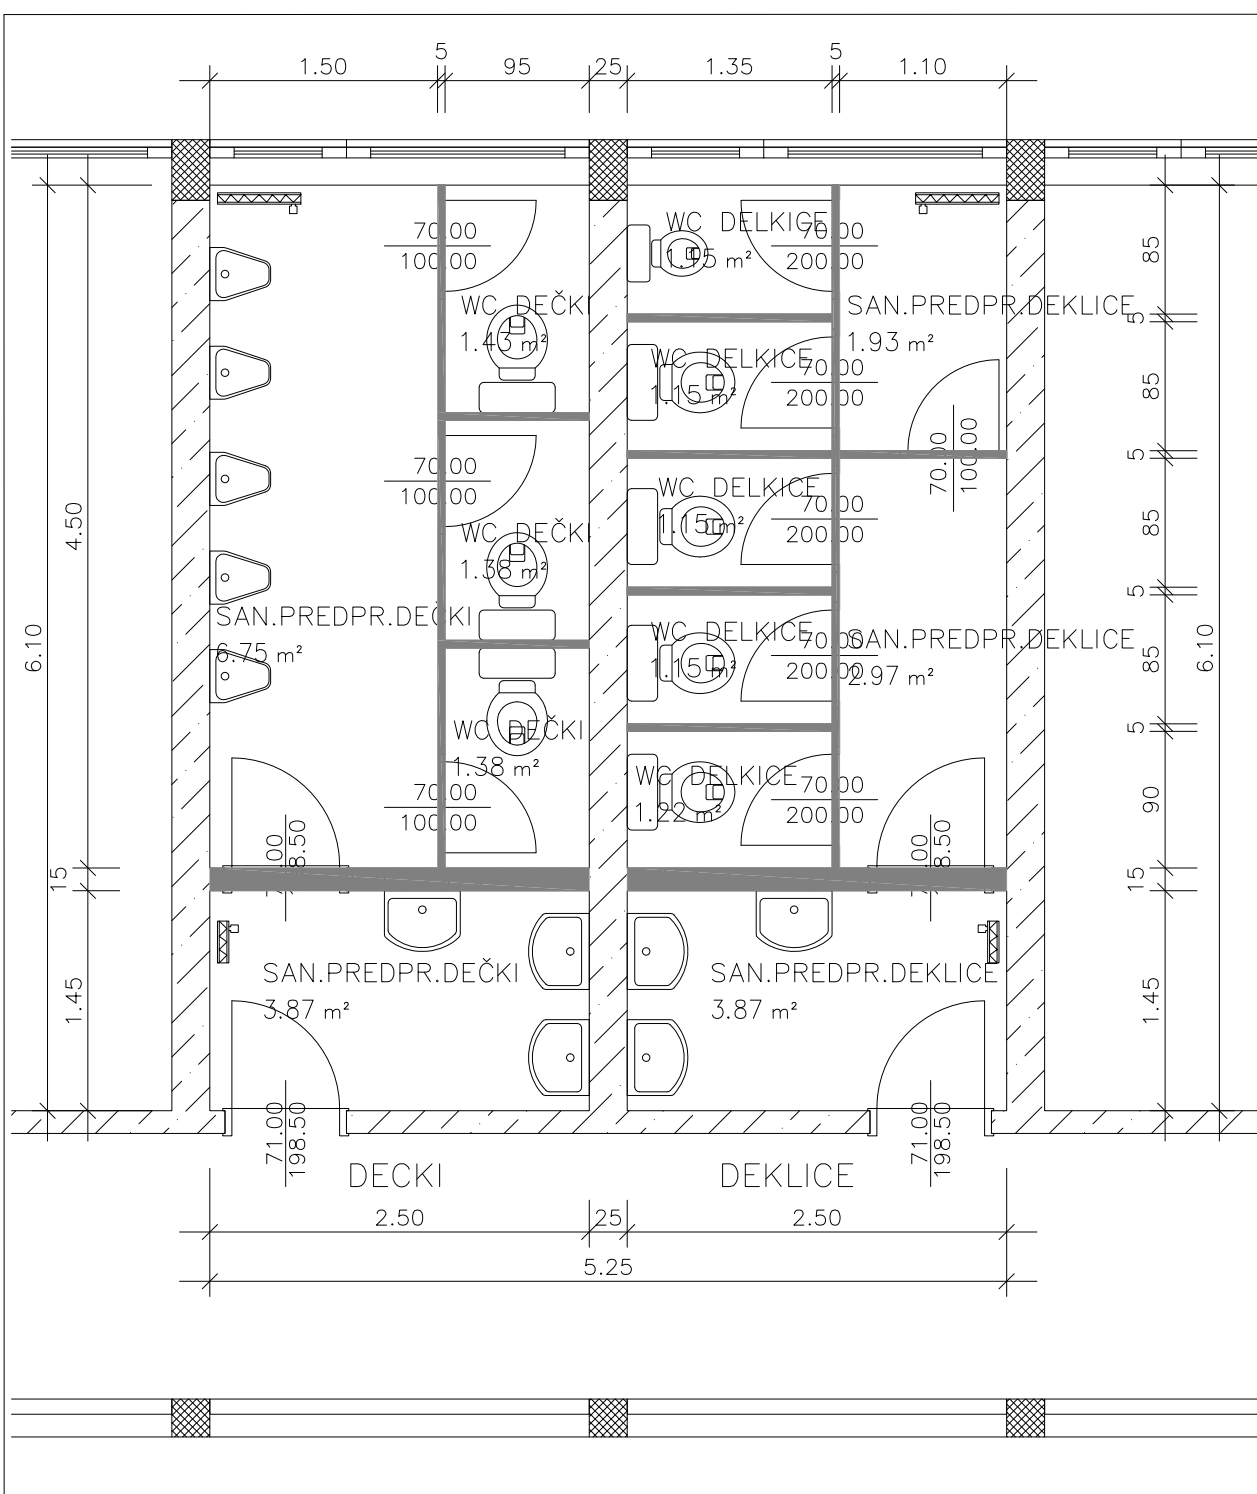 5
5
1.50
95
25
1.35
1.10
WC DELKICE
1.15 m²
70.00
100.00
70.00
200.00
85
WC DEČKI
1.43 m²
SAN.PREDPR.DEKLICE
1.93 m²
5
WC DELKICE
1.15 m²
70.00
200.00
85
70.00
100.00
5
70.00
100.00
WC DELKICE
1.15 m²
70.00
200.00
4.50
85
WC DEČKI
1.38 m²
5
SAN.PREDPR.DEČKI
6.75 m²
WC DELKICE
1.15 m²
70.00
200.00
SAN.PREDPR.DEKLICE
2.97 m²
6.10
85
6.10
WC DEČKI
1.38 m²
5
WC DELKICE
1.22 m²
70.00
100.00
70.00
200.00
90
15
15
SAN.PREDPR.DEČKI
3.87 m²
SAN.PREDPR.DEKLICE
3.87 m²
1.45
1.45
71.00
198.50
71.00
198.50
DECKI
DEKLICE
2.50
25
2.50
5.25